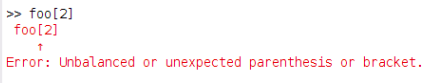 >> foo[2]
foo[2]
↑
Error: Unbalanced or unexpected parenthesis or bracket.